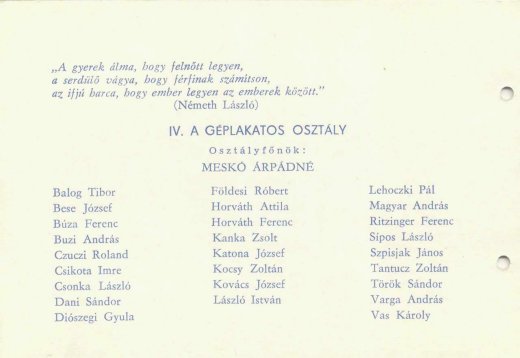 „A gyerek álma, hogy felnőtt legyen,
a serdülő vágya, hogy férfinak számítson,
az ifjú harca, hogy ember legyen az emberek között."
(Németh László)
IV. A GÉPLAKATOS OSZTÁLY
Osztályfőnök:
MESKÓ ÁRPÁDNÉ
Balog Tibor
Bese József
Búza Ferenc
Buzi András
Czuczi Roland
Csikota Imre
Csonka László
Dani Sándor
Diószegi Gyula
Földesi Róbert
Horváth Attila
Horváth Ferenc
Kanka Zsolt
Katona József
Kocsy Zoltán
Kovács József
László István
Lehoczki Pál
Magyar András
Ritzinger Ferenc
Sípos László
Szpisjak János
Tantucz Zoltán
Török Sándor
Varga András
Vas Károly